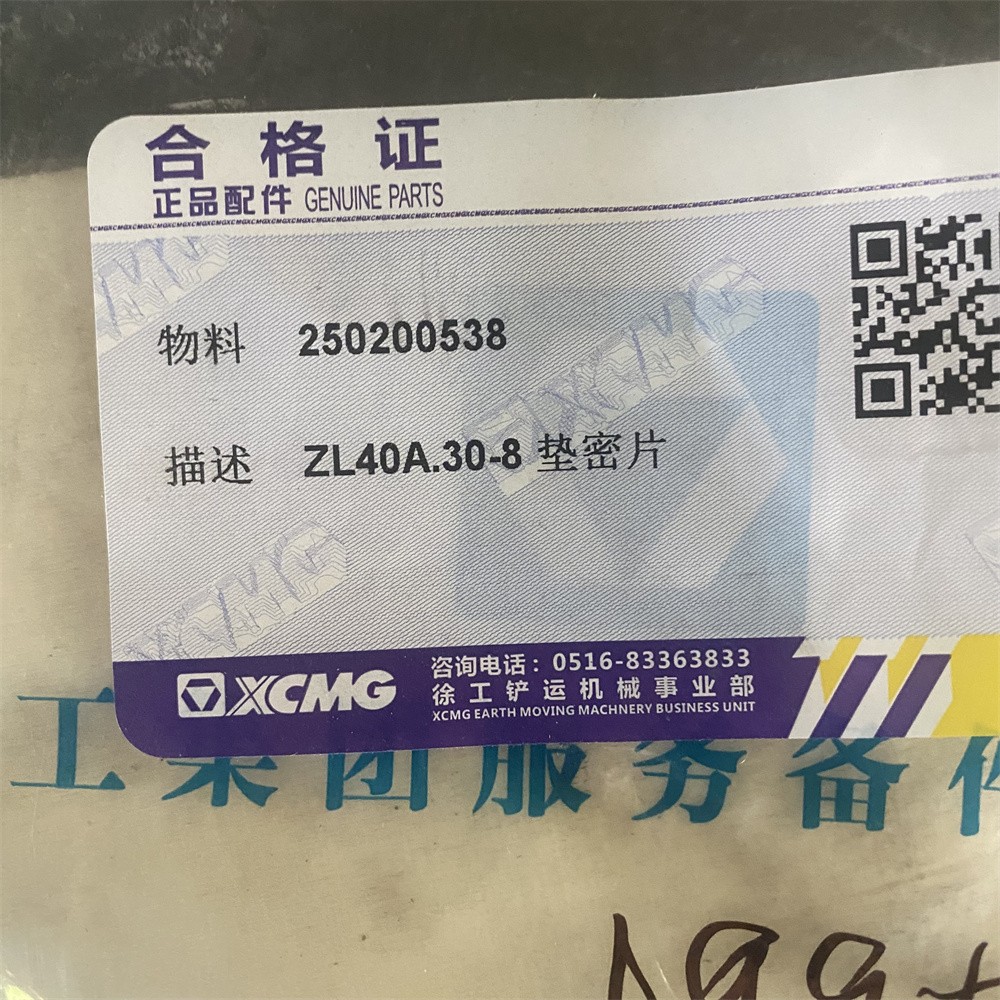 合格证
正品配件 GENUINE PARTS
物料 250200538
描述 ZL40A.30-8 垫密片
XCMG
咨询电话：0516-83363833
徐工铲运机械事业部
XCMG EARTH MOVING MACHNERY BUSINESS UNIT
工集团服务备件